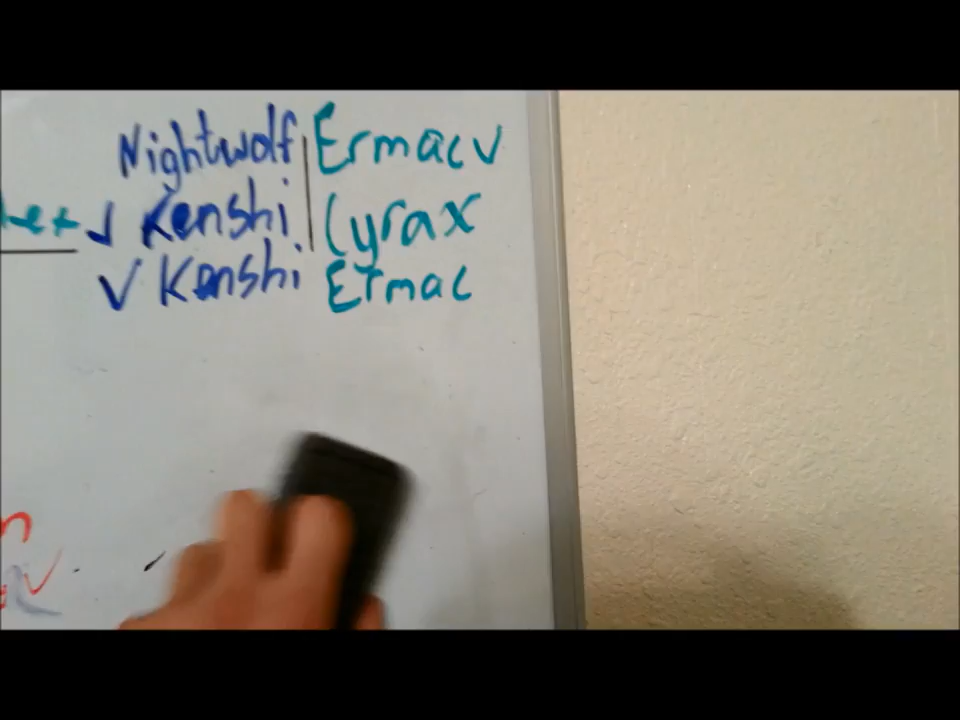 Nightwolf | Ermac ✓
✓ Kenshi | Cyrax
✓ Kenshi Ermac